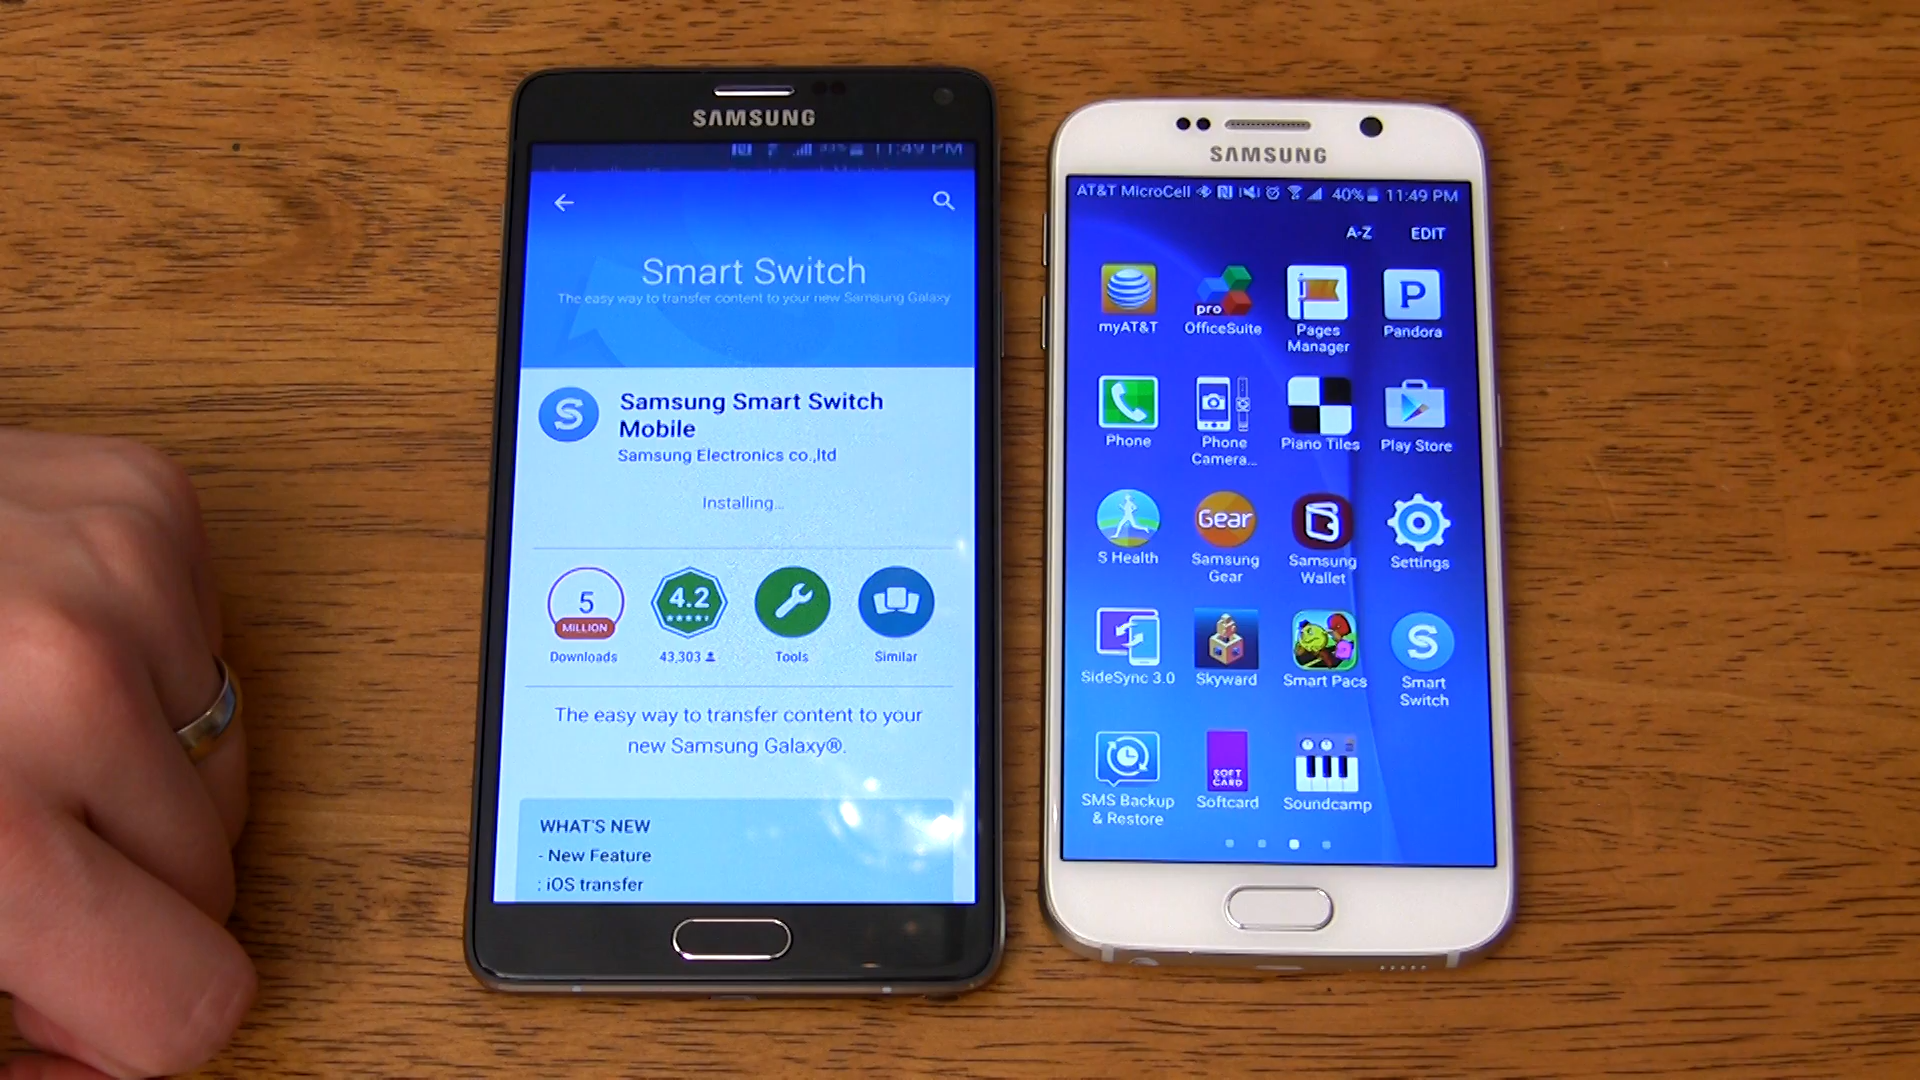 SAMSUNG
11:49 PM
Smart Switch
The easy way to transfer content to your new Samsung Galaxy
Samsung Smart Switch
Mobile
Samsung Electronics co.,ltd
Installing...
5
MILLION
4.2
Downloads
43,303
Tools
Similar
The easy way to transfer content to your
new Samsung Galaxy®.
WHAT'S NEW
- New Feature
: iOS transfer
SAMSUNG
AT&T MicroCell 40% 11:49 PM
A-Z EDIT
pro
P
myAT&T
OfficeSuite
Pages
Manager
Pandora
Phone
Phone
Camera...
Piano Tiles
Play Store
Gear
S Health
Samsung
Gear
Samsung
Wallet
Settings
S
SideSync 3.0
Skyward
Smart Pacs
Smart
Switch
SOFT
CARD
SMS Backup
& Restore
Softcard
Soundcamp